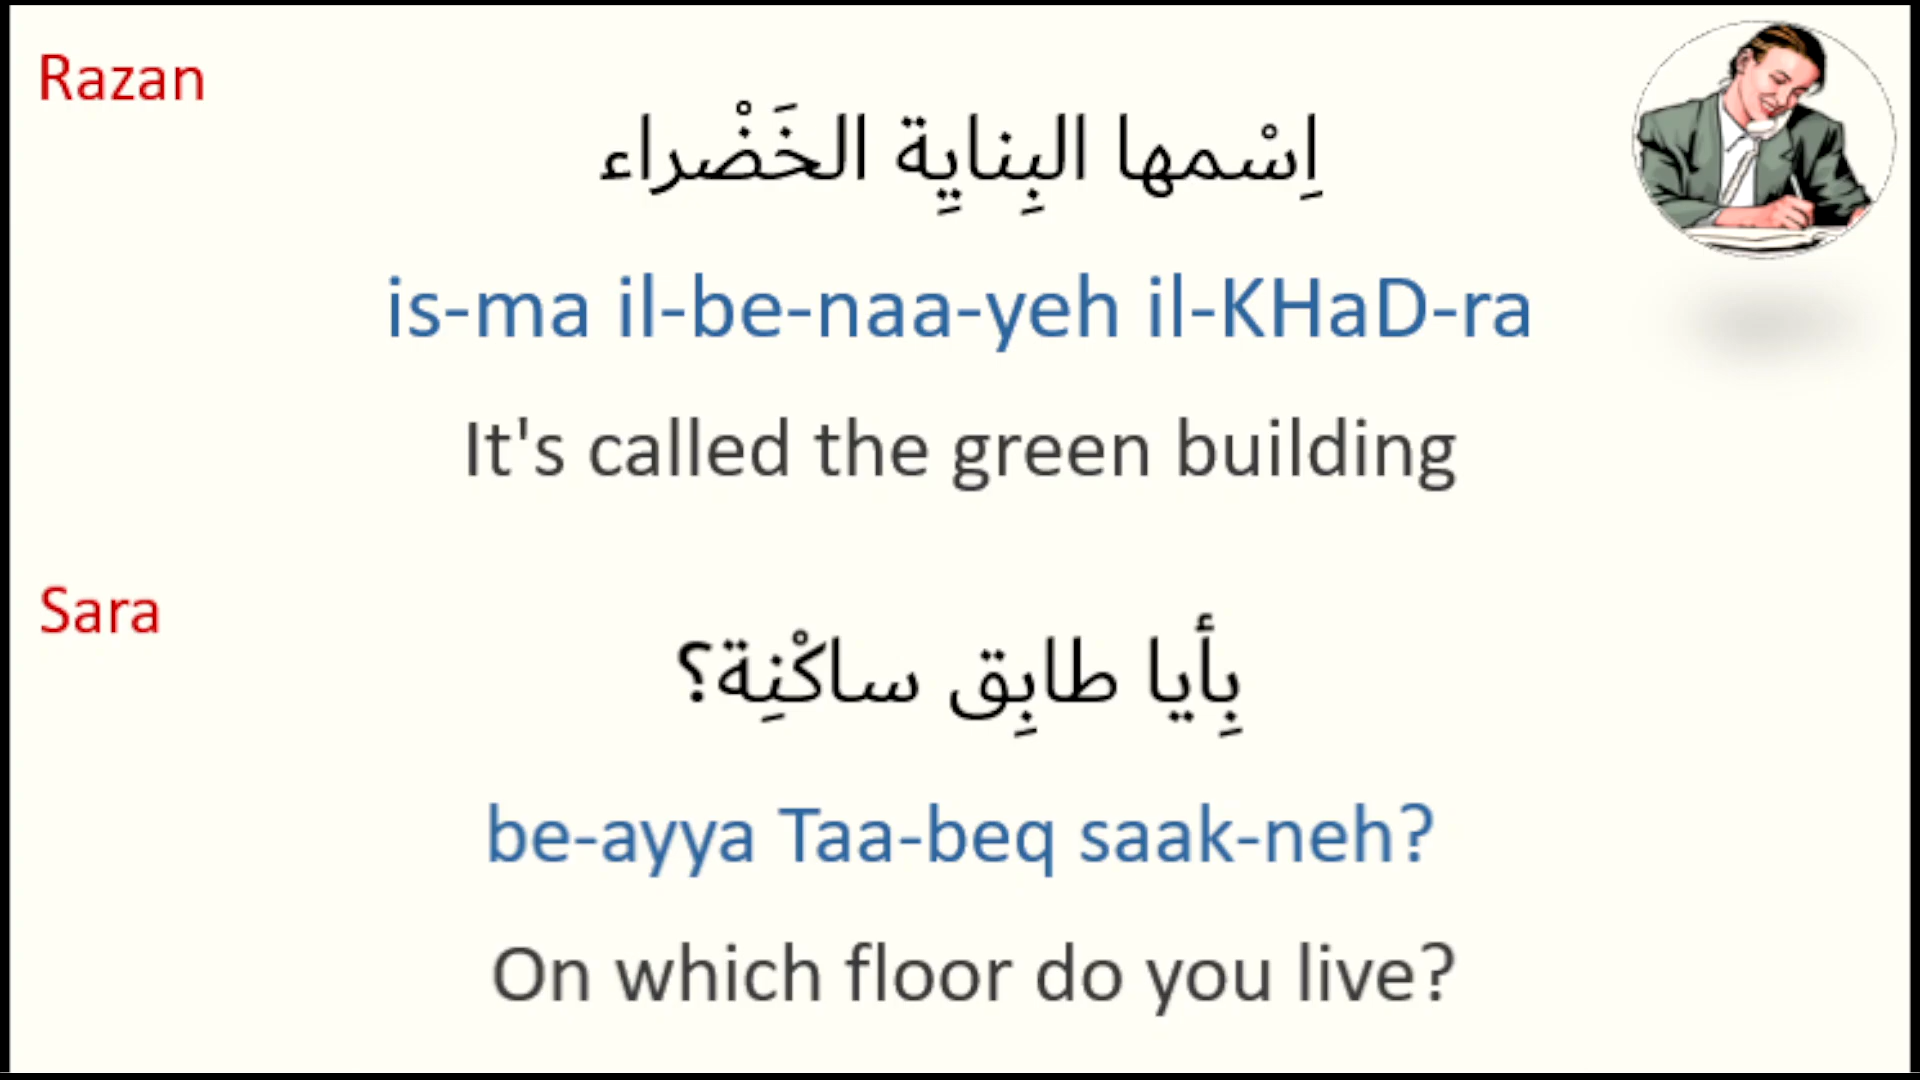 Razan
اِسْمها البِنايِة الخَضْراء
is-ma il-be-naa-yeh il-KHaD-ra
It's called the green building
Sara
بِأَيا طابِق ساكْنِة؟
be-ayya Taa-beq saak-neh?
On which floor do you live?